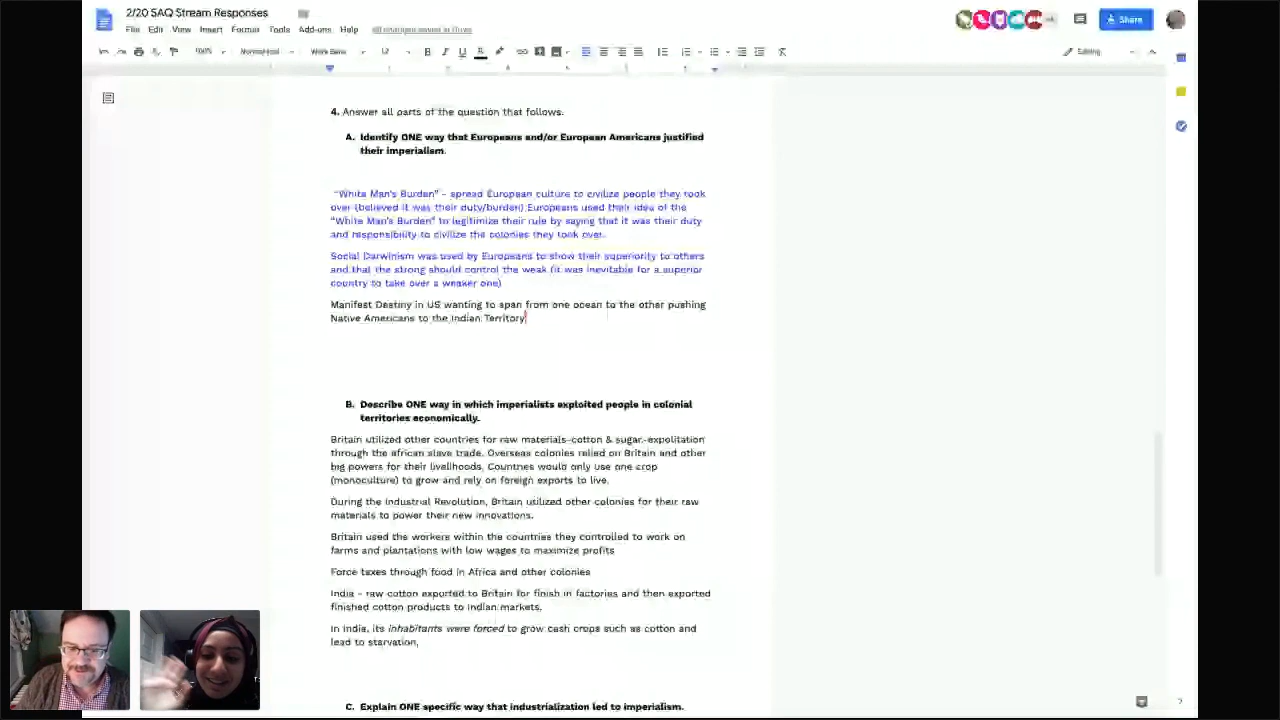 2/20 SAQ Stream Responses
File Edit View Insert Format Tools Add-ons Help
Share
100% Normal text Work Sans 12 B I U A Editing
4. Answer all parts of the question that follows.
A. Identify ONE way that Europeans and/or European Americans justified
their imperialism.
"White Man's Burden" - spread European culture to civilize people they took
over (believed it was their duty/burden).Europeans used their idea of the
"White Man's Burden" to legitimize their rule by saying that it was their duty
and responsibility to civilize the colonies they took over.
Social Darwinism was used by Europeans to show their superiority to others
and that the strong should control the weak (it was inevitable for a superior
country to take over a weaker one)
Manifest Destiny in US wanting to span from one ocean to the other pushing
Native Americans to the Indian Territory
B. Describe ONE way in which imperialists exploited people in colonial
territories economically.
Britain utilized other countries for raw materials-cotton & sugar.-expolitation
through the african slave trade. Overseas colonies relied on Britain and other
big powers for their livelihoods. Countries would only use one crop
(monoculture) to grow and rely on foreign exports to live.
During the Industrial Revolution, Britain utilized other colonies for their raw
materials to power their new innovations.
Britain used the workers within the countries they controlled to work on
farms and plantations with low wages to maximize profits
Force taxes through food in Africa and other colonies
India - raw cotton exported to Britain for finish in factories and then exported
finished cotton products to Indian markets.
In India, its inhabitants were forced to grow cash crops such as cotton and
lead to starvation,
C. Explain ONE specific way that industrialization led to imperialism.